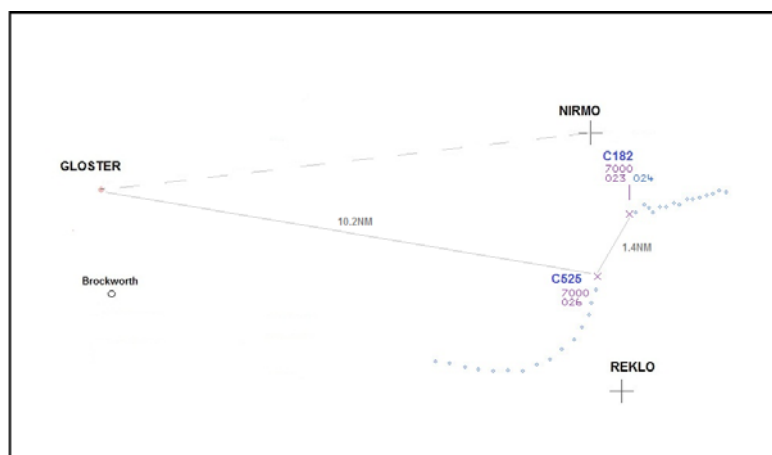 NIRMO
C182
7000
023 024
GLOSTER
10.2NM
1.4NM
C525
7000
026
Brockworth
REKLO